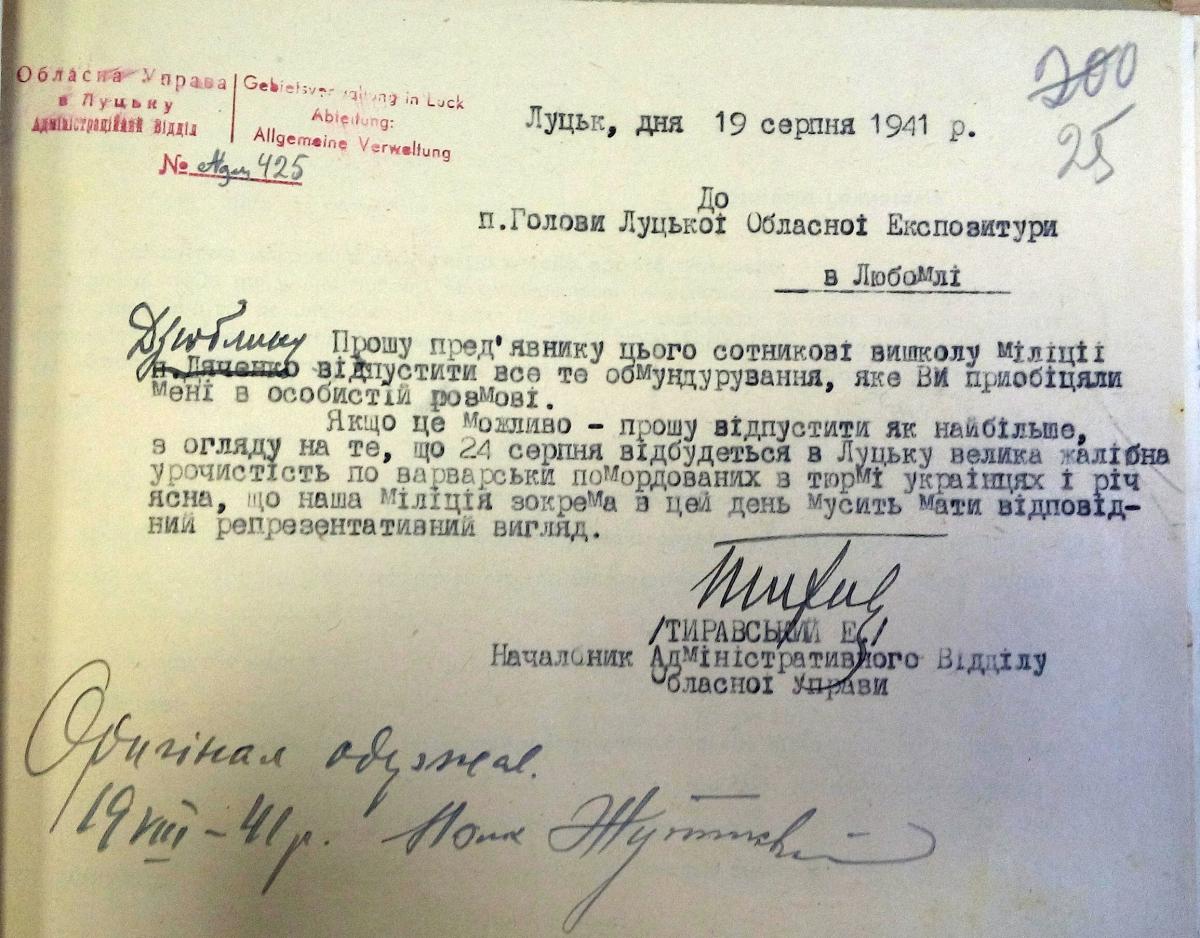 Обласна Управа
в Луцьку
Адміністраційний Відділ
Gebietsverwaltung in Luck
Abteilung:
Allgemeine Verwaltung
№ 425
200
25
Луцьк, дня 19 серпня 1941 р.
До
п.Голови Луцької Обласної Експозитури
в Любомлі
Прошу пред'явнику цього сотникові вишколу Міліції
п.Дяченко відпустити все те обмундурування, яке Ви приобіцяли
мені в особистій розмові.
Якщо це можливо - прошу відпустити як найбільше,
з огляду на те, що 24 серпня відбудеться в Луцьку велика жалібна
урочистість по варварськи помордованих в тюрмі українцях і річ
ясна, що наша Міліція зокрема в цей день мусить мати відповід-
ний репрезентативний вигляд.
/ТИРАВСЬКИЙ Е./
Начальник Адміністративного Відділу
Обласної Управи
Оригінал одержав.
19 VIII - 41 р.